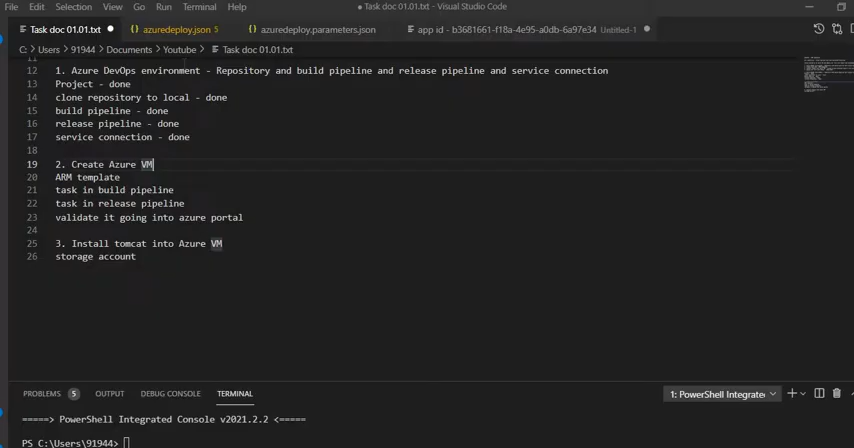 File Edit Selection View Go Run Terminal Help
Task doc 01.01.txt - Visual Studio Code
Task doc 01.01.txt
azuredeploy.json 5
azuredeploy.parameters.json
app id - b3681661-f18a-4e95-a0db-6a97e34 Untitled-1
C: > Users > 91944 > Documents > Youtube > Task doc 01.01.txt
11
12 1. Azure DevOps environment - Repository and build pipeline and release pipeline and service connection
13 Project - done
14 clone repository to local - done
15 build pipeline - done
16 release pipeline - done
17 service connection - done
18
19 2. Create Azure VM
20 ARM template
21 task in build pipeline
22 task in release pipeline
23 validate it going into azure portal
24
25 3. Install tomcat into Azure VM
26 storage account
PROBLEMS 5 OUTPUT DEBUG CONSOLE TERMINAL
1: PowerShell Integrated
=====> PowerShell Integrated Console v2021.2.2 <=====
PS C:\Users\91944>